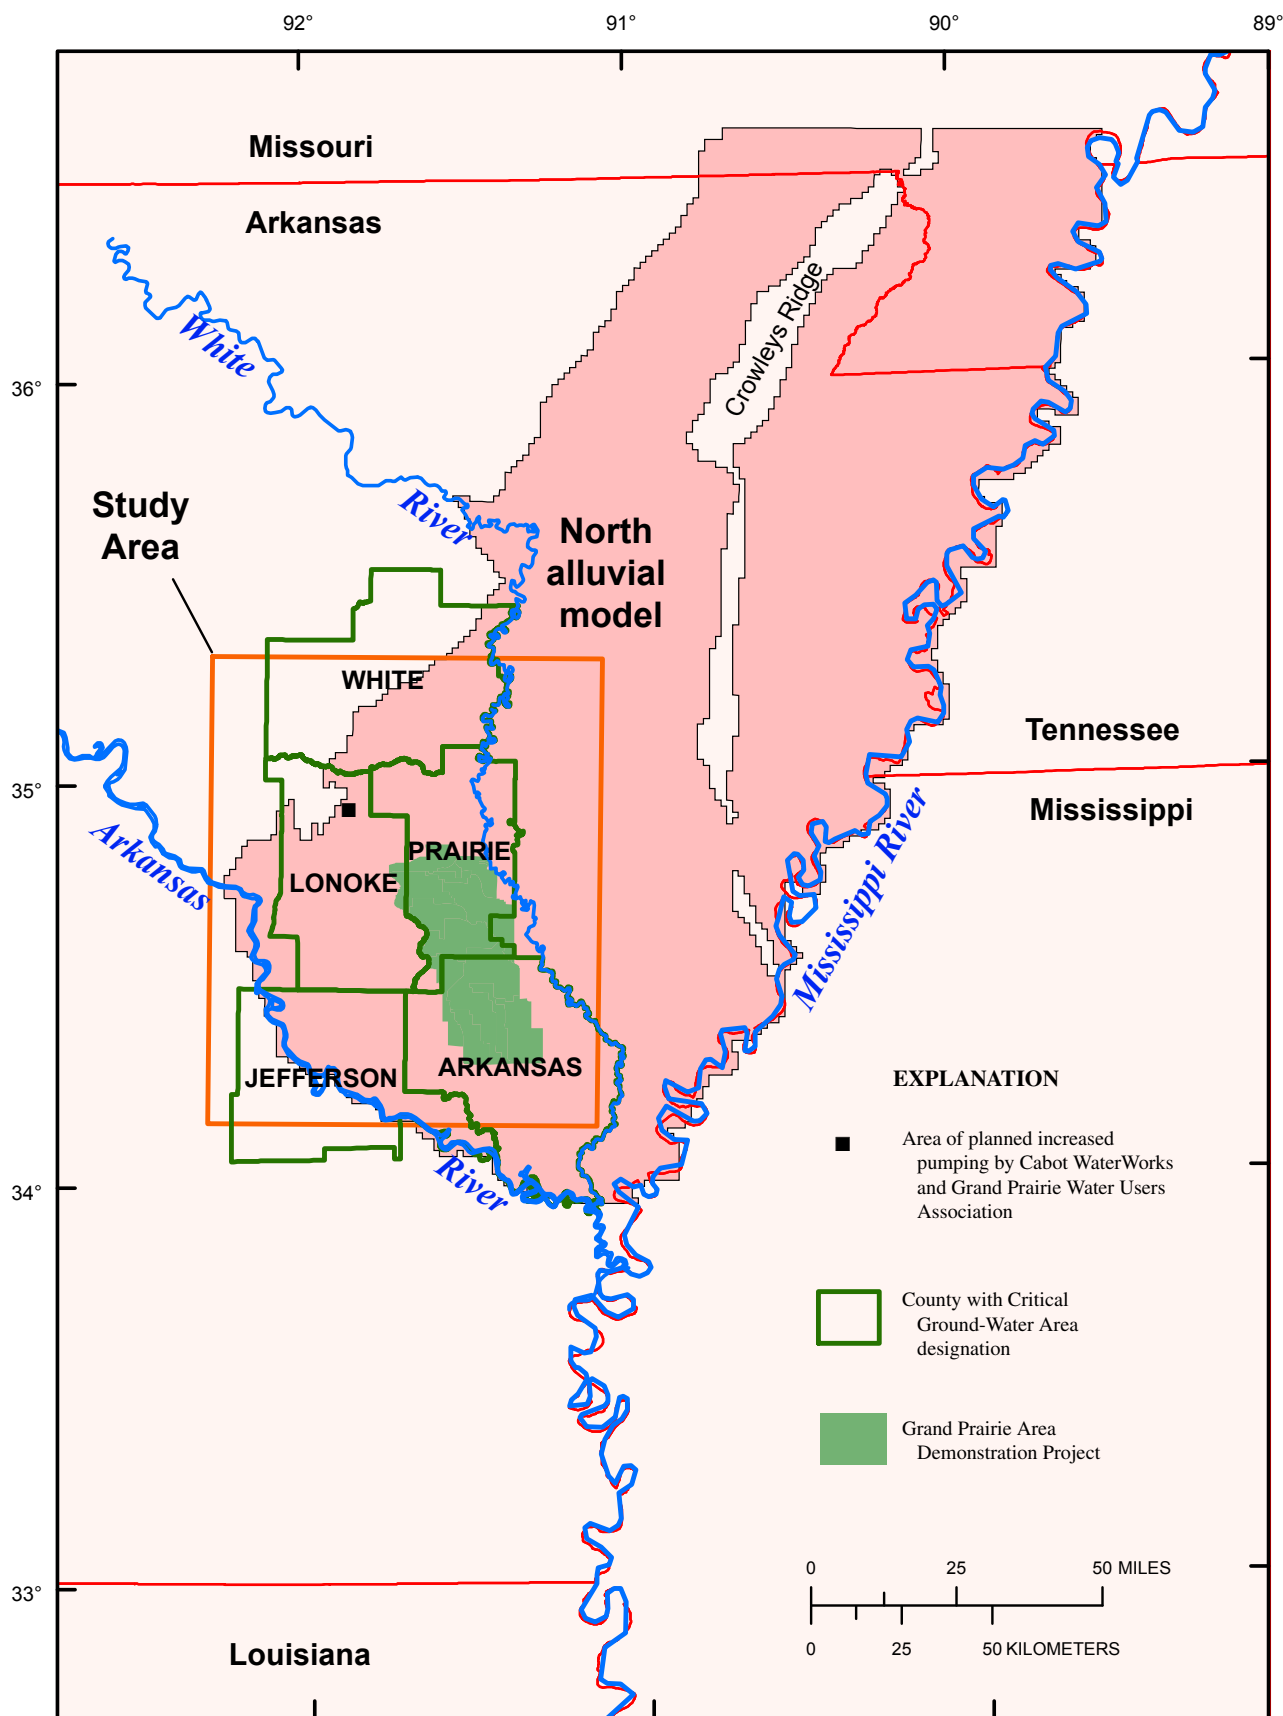 92°
91°
90°
89°
Missouri
Arkansas
White
River
36°
Crowleys Ridge
Study
Area
North
alluvial
model
WHITE
Tennessee
Mississippi
35°
Arkansas
PRAIRIE
LONOKE
Mississippi River
ARKANSAS
JEFFERSON
River
34°
EXPLANATION
Area of planned increased
pumping by Cabot WaterWorks
and Grand Prairie Water Users
Association
County with Critical
Ground-Water Area
designation
Grand Prairie Area
Demonstration Project
33°
0 25 50 MILES
0 25 50 KILOMETERS
Louisiana